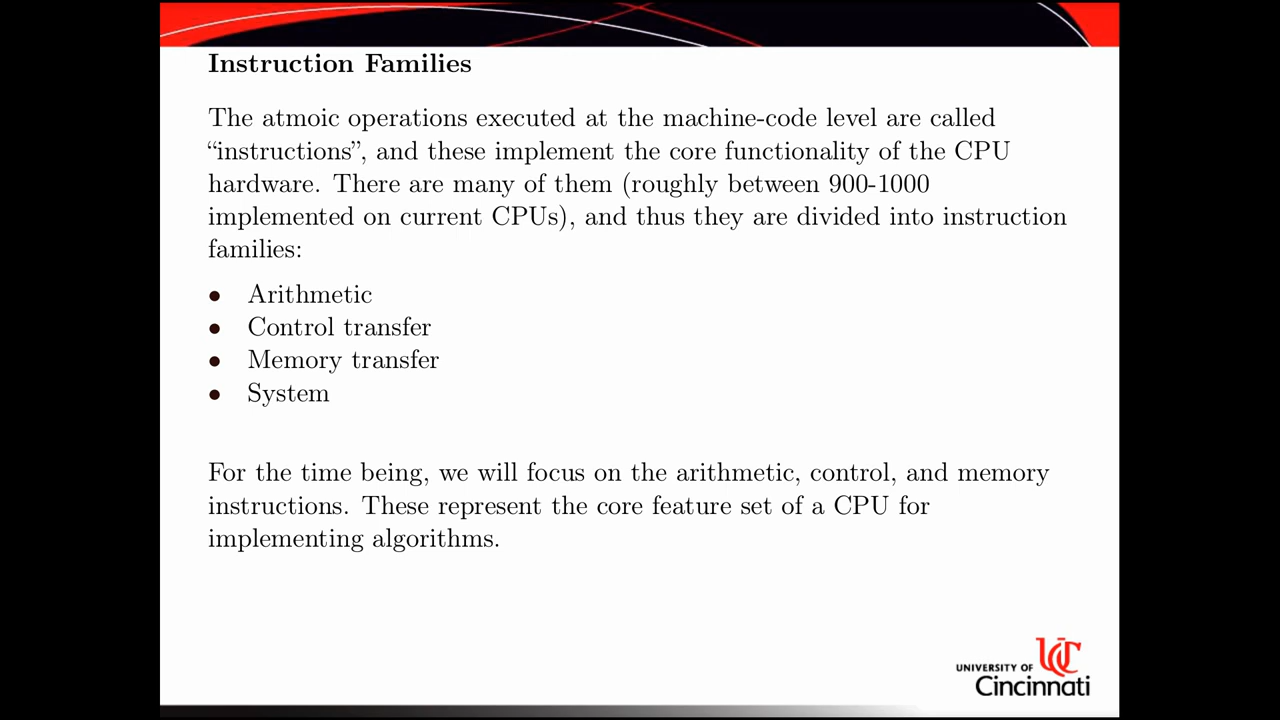 Instruction Families
The atmoic operations executed at the machine-code level are called
“instructions”, and these implement the core functionality of the CPU
hardware. There are many of them (roughly between 900-1000
implemented on current CPUs), and thus they are divided into instruction
families:
• Arithmetic
• Control transfer
• Memory transfer
• System
For the time being, we will focus on the arithmetic, control, and memory
instructions. These represent the core feature set of a CPU for
implementing algorithms.
UC
UNIVERSITY OF
Cincinnati